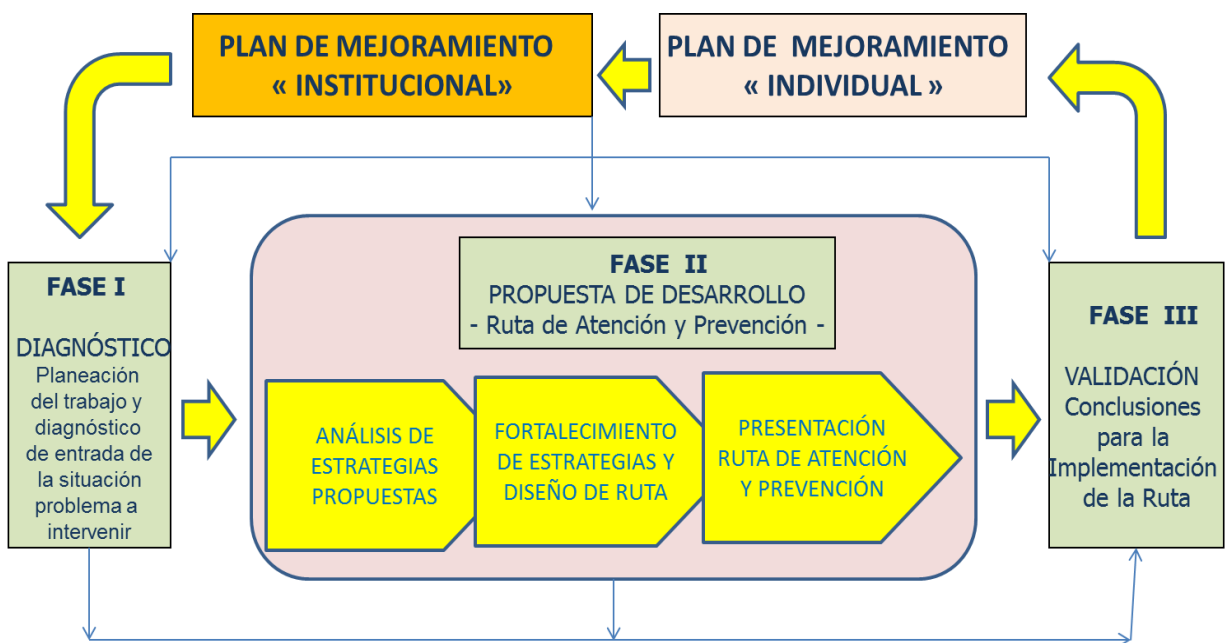 PLAN DE MEJORAMIENTO
« INSTITUCIONAL»
PLAN DE MEJORAMIENTO
« INDIVIDUAL »
FASE I
DIAGNÓSTICO
Planeación
del trabajo y
diagnóstico
de entrada de
la situación
problema a
intervenir
FASE II
PROPUESTA DE DESARROLLO
- Ruta de Atención y Prevención -
ANÁLISIS DE
ESTRATEGIAS
PROPUESTAS
FORTALECIMIENTO
DE ESTRATEGIAS Y
DISEÑO DE RUTA
PRESENTACIÓN
RUTA DE ATENCIÓN
Y PREVENCIÓN
FASE III
VALIDACIÓN
Conclusiones
para la
Implementación
de la Ruta